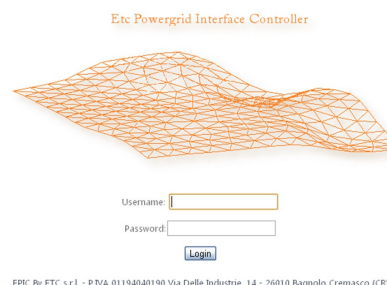 Etc Powergrid Interface Controller
Username:
Password:
Login
EPIC By ETC s.r.l. - P.IVA 01194040190 Via Delle Industrie, 14 - 26010 Bagnolo Cremasco (CR)